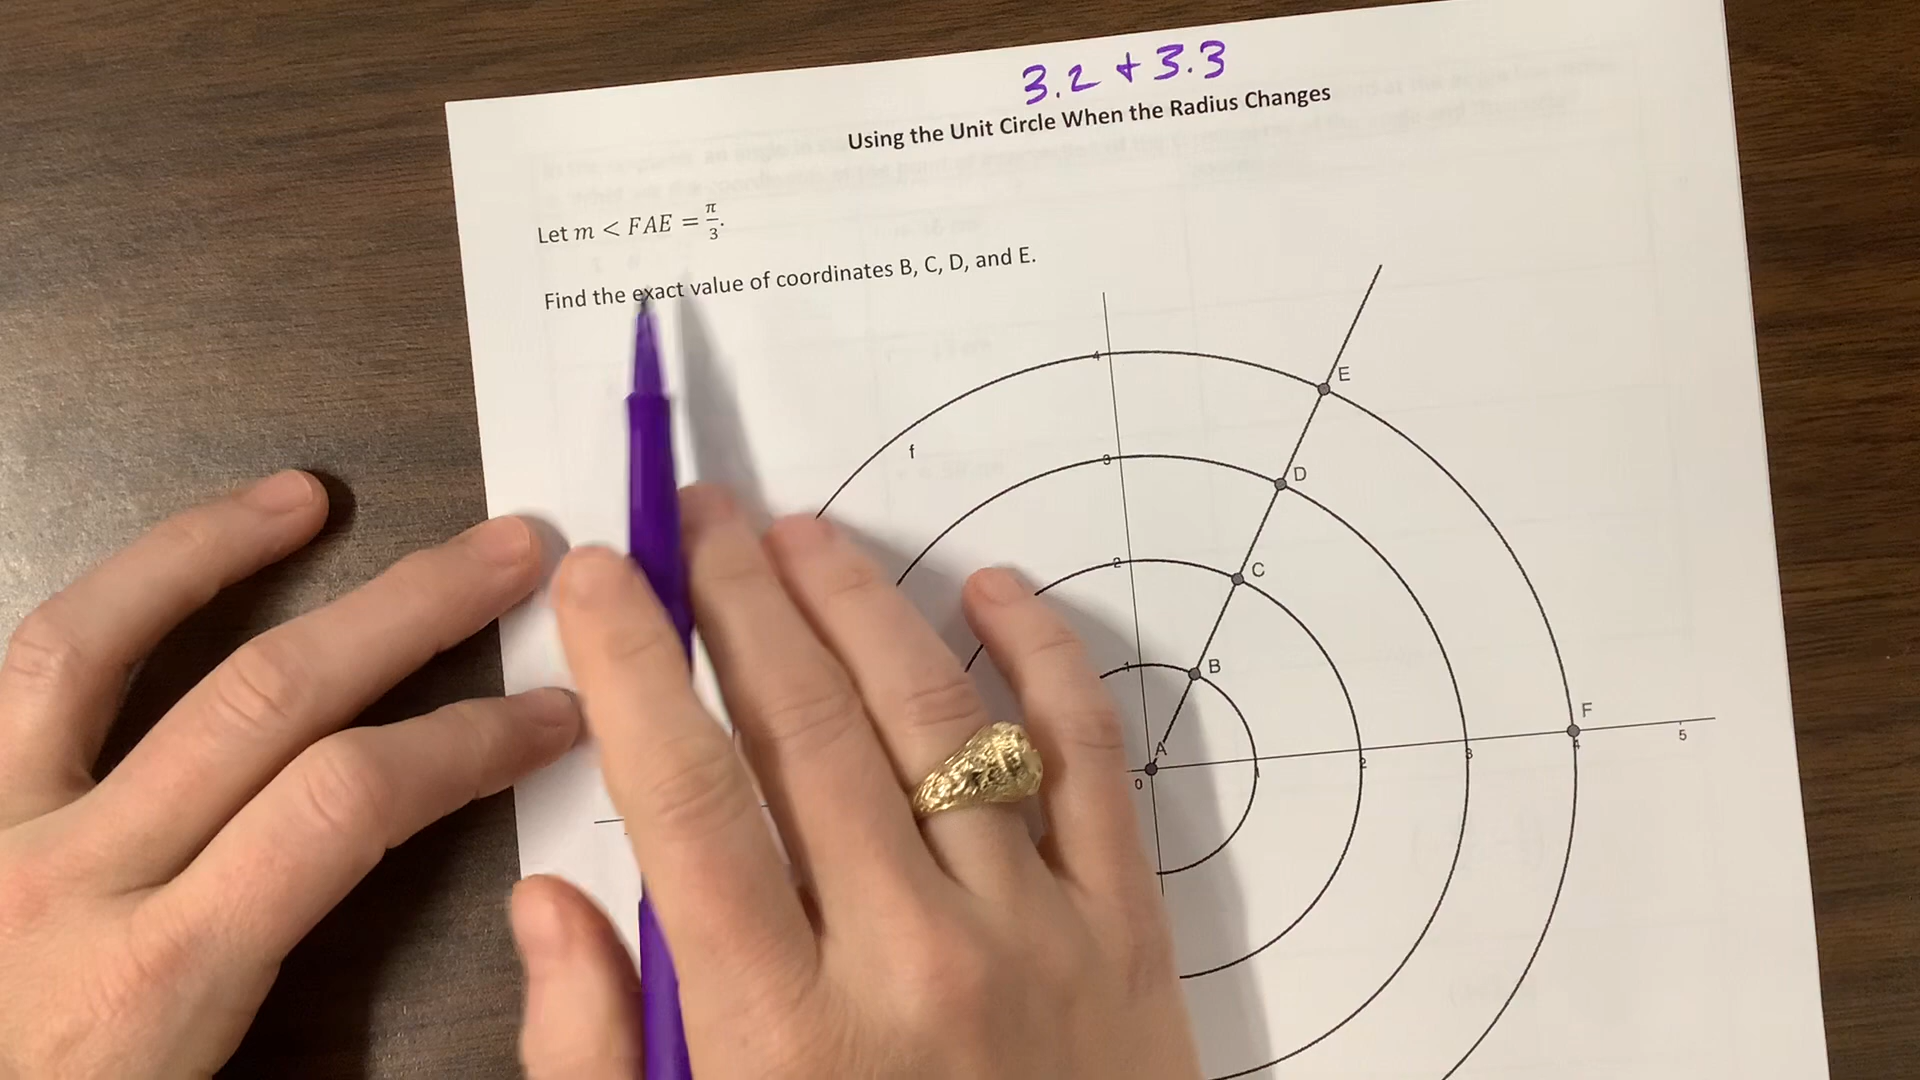 3.2 + 3.3
Using the Unit Circle When the Radius Changes
Let m < FAE = π/3.
Find the exact value of coordinates B, C, D, and E.
E
4
f
D
3
C
2
B
1
F
A
0
1
2
3
4
5